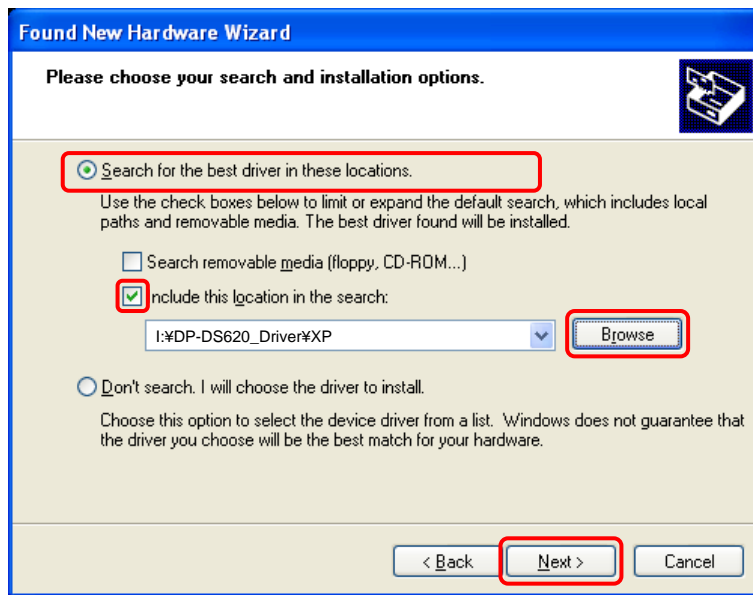 Found New Hardware Wizard
Please choose your search and installation options.
Search for the best driver in these locations.
Use the check boxes below to limit or expand the default search, which includes local
paths and removable media. The best driver found will be installed.
Search removable media (floppy, CD-ROM...)
Include this location in the search:
I:¥DP-DS620_Driver¥XP
Browse
Don't search. I will choose the driver to install.
Choose this option to select the device driver from a list. Windows does not guarantee that
the driver you choose will be the best match for your hardware.
< Back
Next >
Cancel